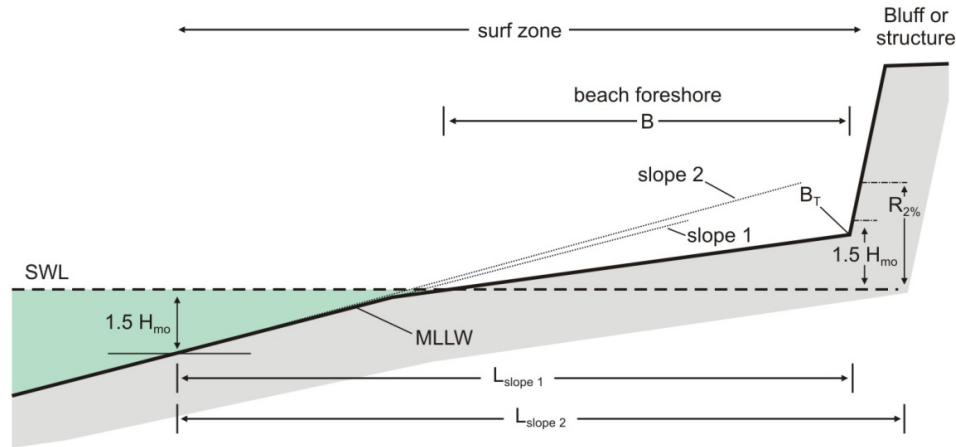 Bluff or
structure
surf zone
beach foreshore
B
slope 2
B_T
R_2%
slope 1
1.5 H_mo
SWL
1.5 H_mo
MLLW
L_slope 1
L_slope 2